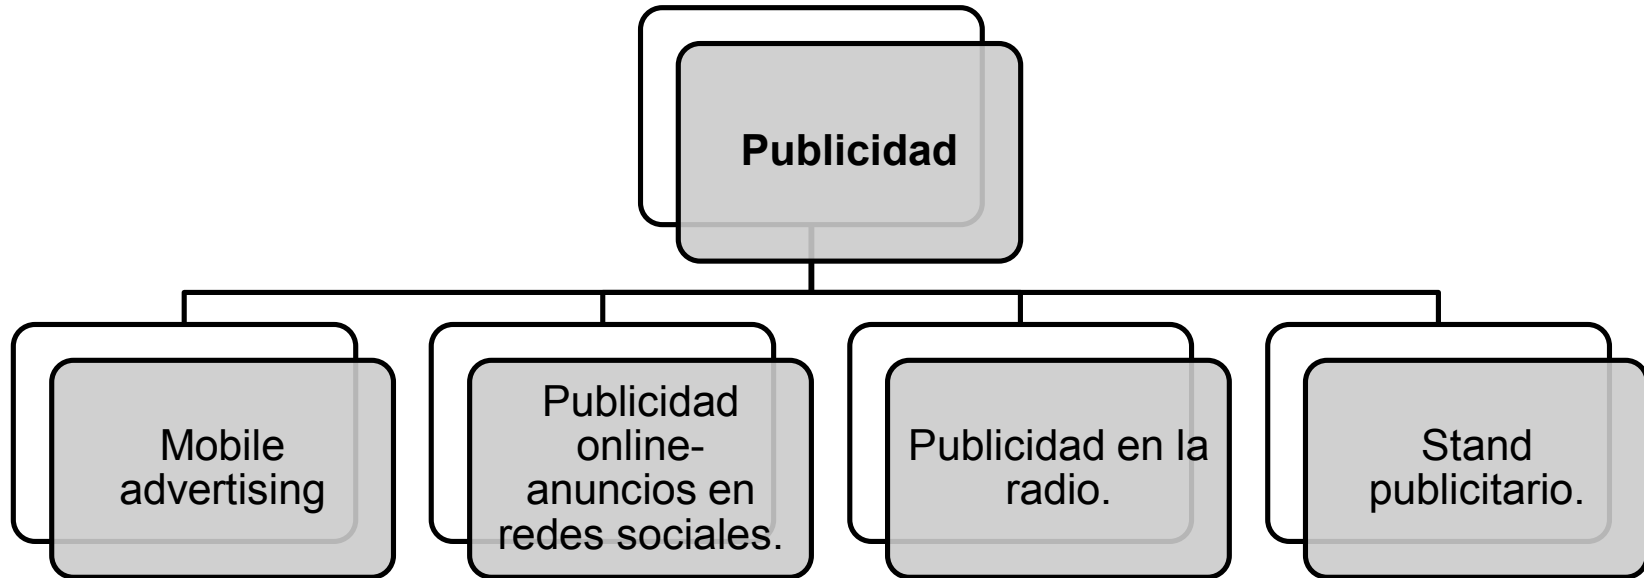 Publicidad
Mobile
advertising
Publicidad
online-
anuncios en
redes sociales.
Publicidad en la
radio.
Stand
publicitario.